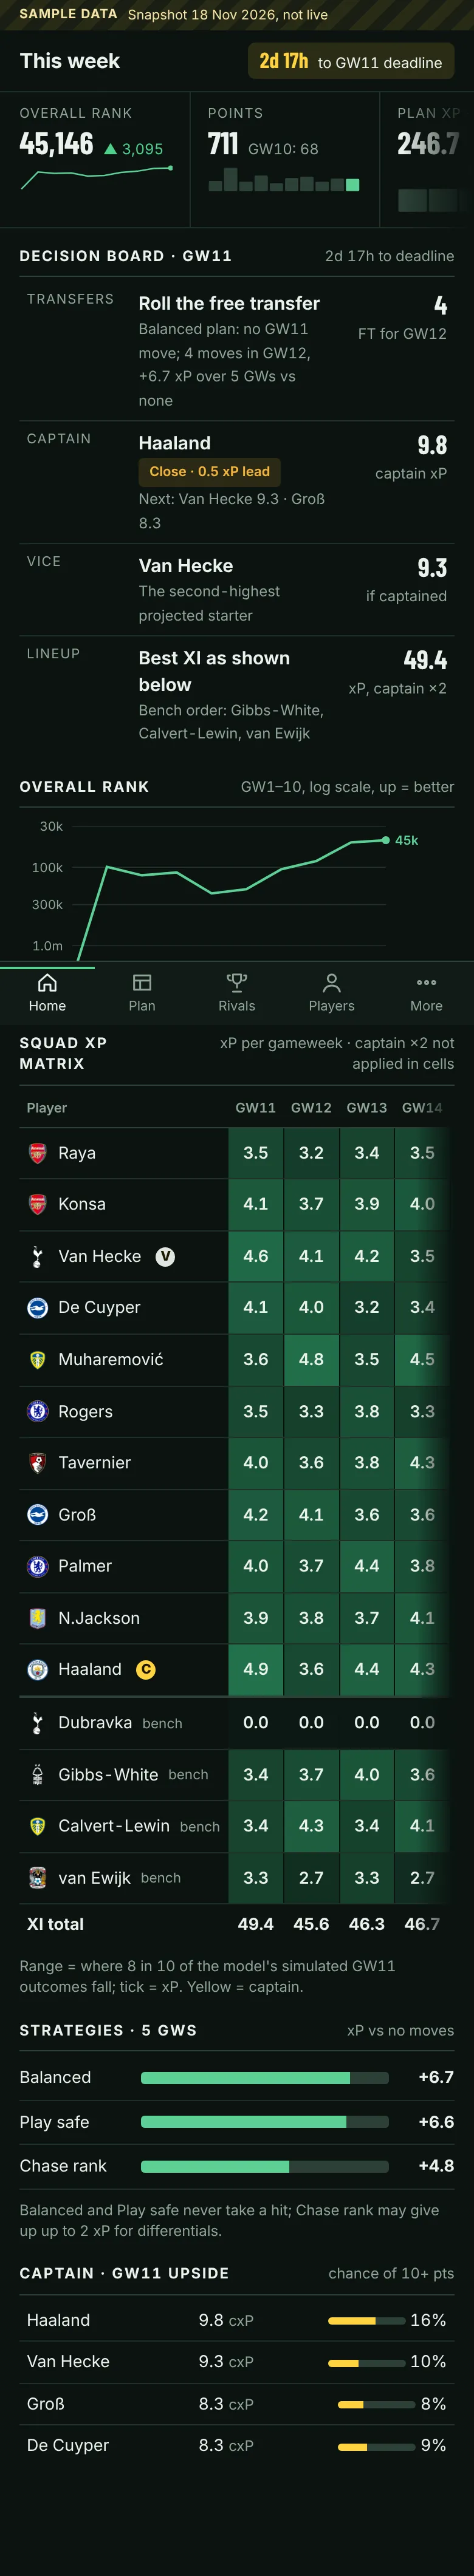 SAMPLE DATA Snapshot 18 Nov 2026, not live
This week
2d 17h to GW11 deadline
OVERALL RANK
45,146 ▲ 3,095
POINTS
711 GW10: 68
PLAN XP
246.7
DECISION BOARD · GW11
2d 17h to deadline
TRANSFERS
Roll the free transfer
Balanced plan: no GW11
move; 4 moves in GW12,
+6.7 xP over 5 GWs vs
none
4
FT for GW12
CAPTAIN
Haaland
Close · 0.5 xP lead
Next: Van Hecke 9.3 · Groß
8.3
9.8
captain xP
VICE
Van Hecke
The second-highest
projected starter
9.3
if captained
LINEUP
Best XI as shown
below
Bench order: Gibbs-White,
Calvert-Lewin, van Ewijk
49.4
xP, captain ×2
OVERALL RANK
GW1–10, log scale, up = better
30k
45k
100k
300k
1.0m
Home
Plan
Rivals
Players
More
SQUAD XP
MATRIX
xP per gameweek · captain ×2 not
applied in cells
Player GW11 GW12 GW13 GW14
Raya 3.5 3.2 3.4 3.5
Konsa 4.1 3.7 3.9 4.0
Van Hecke V 4.6 4.1 4.2 3.5
De Cuyper 4.1 4.0 3.2 3.4
Muharemović 3.6 4.8 3.5 4.5
Rogers 3.5 3.3 3.8 3.3
Tavernier 4.0 3.6 3.8 4.3
Groß 4.2 4.1 3.6 3.6
Palmer 4.0 3.7 4.4 3.8
N.Jackson 3.9 3.8 3.7 4.1
Haaland C 4.9 3.6 4.4 4.3
Dubravka bench 0.0 0.0 0.0 0.0
Gibbs-White bench 3.4 3.7 4.0 3.6
Calvert-Lewin bench 3.4 4.3 3.4 4.1
van Ewijk bench 3.3 2.7 3.3 2.7
XI total 49.4 45.6 46.3 46.7
Range = where 8 in 10 of the model's simulated GW11
outcomes fall; tick = xP. Yellow = captain.
STRATEGIES · 5 GWS
xP vs no moves
Balanced +6.7
Play safe +6.6
Chase rank +4.8
Balanced and Play safe never take a hit; Chase rank may give
up up to 2 xP for differentials.
CAPTAIN · GW11 UPSIDE
chance of 10+ pts
Haaland 9.8 cxP 16%
Van Hecke 9.3 cxP 10%
Groß 8.3 cxP 8%
De Cuyper 8.3 cxP 9%